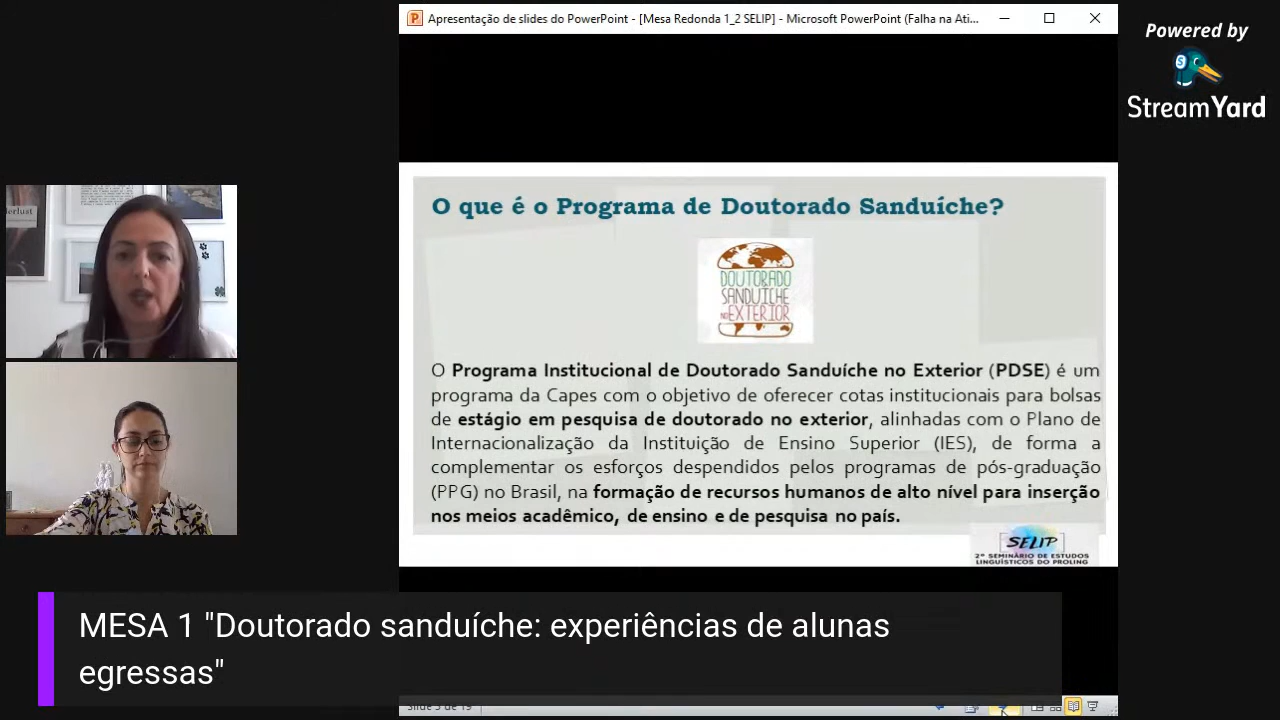 Apresentação de slides do PowerPoint - [Mesa Redonda 1_2 SELIP] - Microsoft PowerPoint (Falha na Ati...
Powered by
StreamYard
O que é o Programa de Doutorado Sanduíche?
DOUTORADO
SANDUÍCHE
NO EXTERIOR
O Programa Institucional de Doutorado Sanduíche no Exterior (PDSE) é um
programa da Capes com o objetivo de oferecer cotas institucionais para bolsas
de estágio em pesquisa de doutorado no exterior, alinhadas com o Plano de
Internacionalização da Instituição de Ensino Superior (IES), de forma a
complementar os esforços despendidos pelos programas de pós-graduação
(PPG) no Brasil, na formação de recursos humanos de alto nível para inserção
nos meios acadêmico, de ensino e de pesquisa no país.
SELIP
2º SEMINÁRIO DE ESTUDOS
LINGUÍSTICOS DO PROLING
MESA 1 "Doutorado sanduíche: experiências de alunas
egressas"